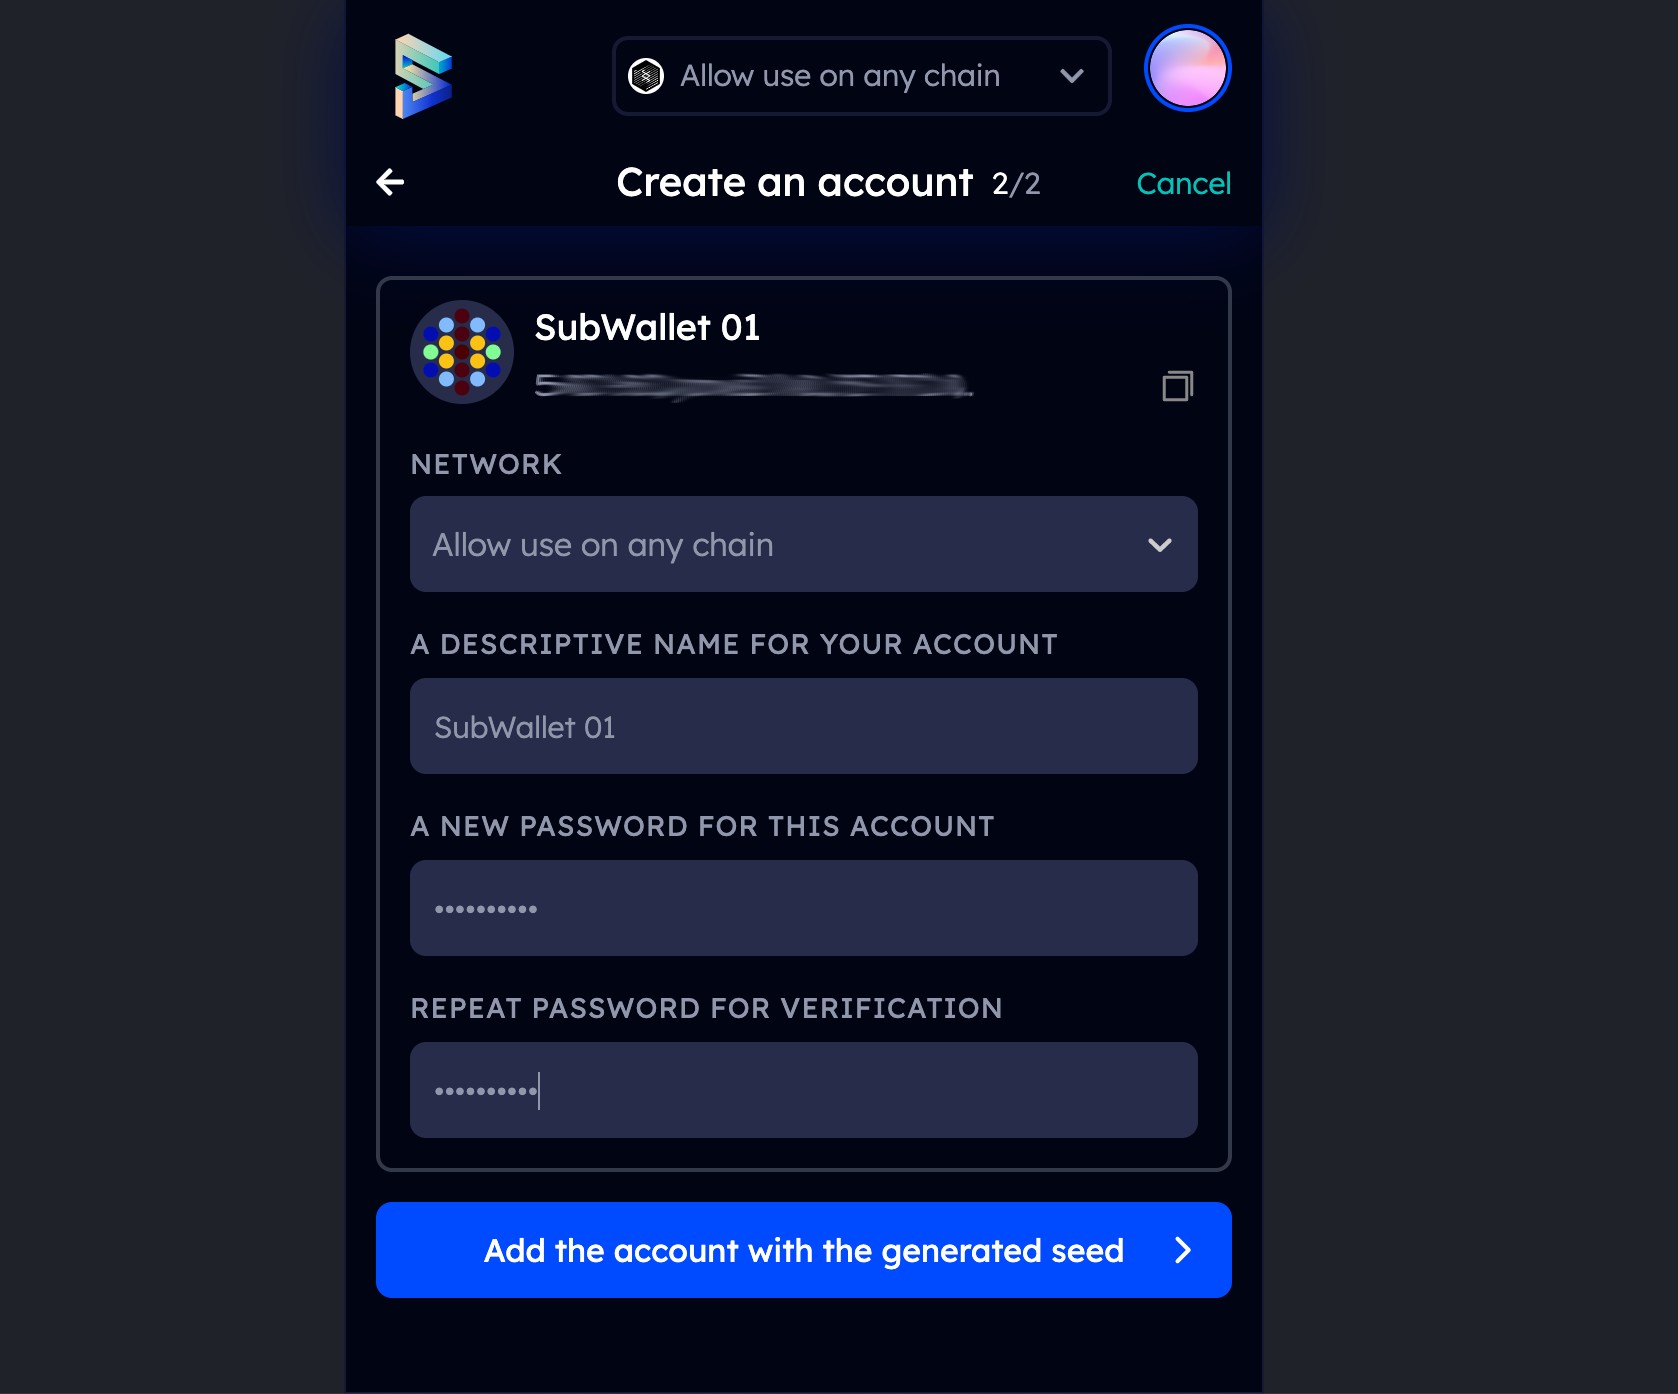 Allow use on any chain
Create an account 2/2
Cancel
SubWallet 01
NETWORK
Allow use on any chain
A DESCRIPTIVE NAME FOR YOUR ACCOUNT
SubWallet 01
A NEW PASSWORD FOR THIS ACCOUNT
••••••••••
REPEAT PASSWORD FOR VERIFICATION
••••••••••
Add the account with the generated seed